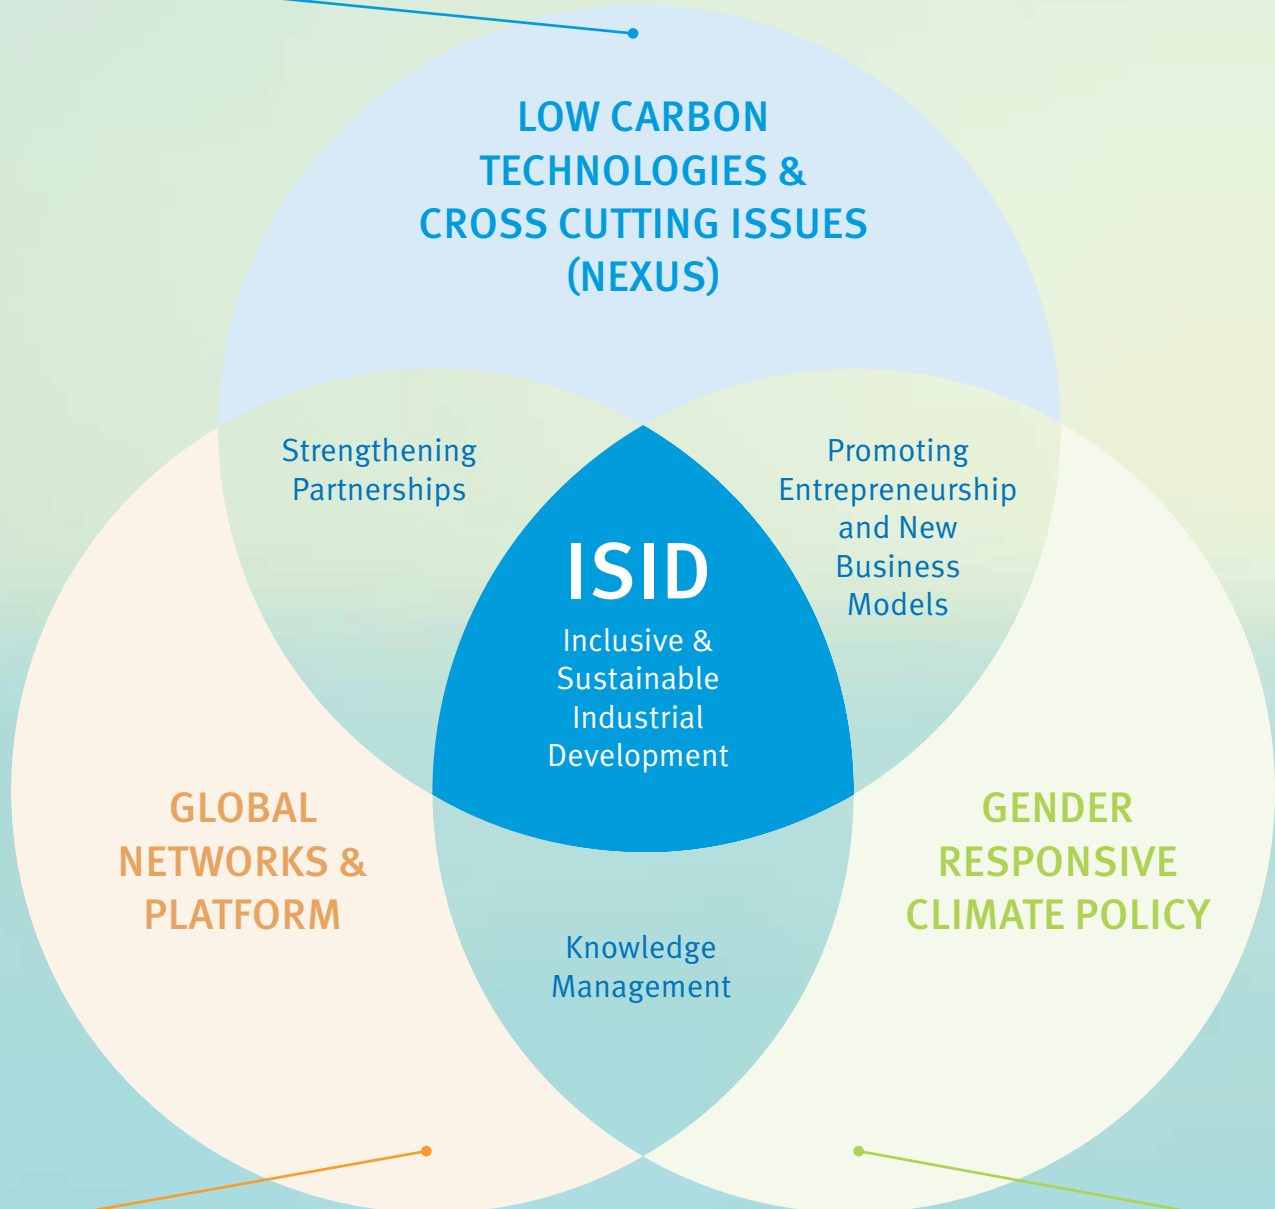 LOW CARBON
TECHNOLOGIES &
CROSS CUTTING ISSUES
(NEXUS)
Strengthening
Partnerships
Promoting
Entrepreneurship
and New
Business
Models
ISID
Inclusive &
Sustainable
Industrial
Development
GLOBAL
NETWORKS &
PLATFORM
GENDER
RESPONSIVE
CLIMATE POLICY
Knowledge
Management